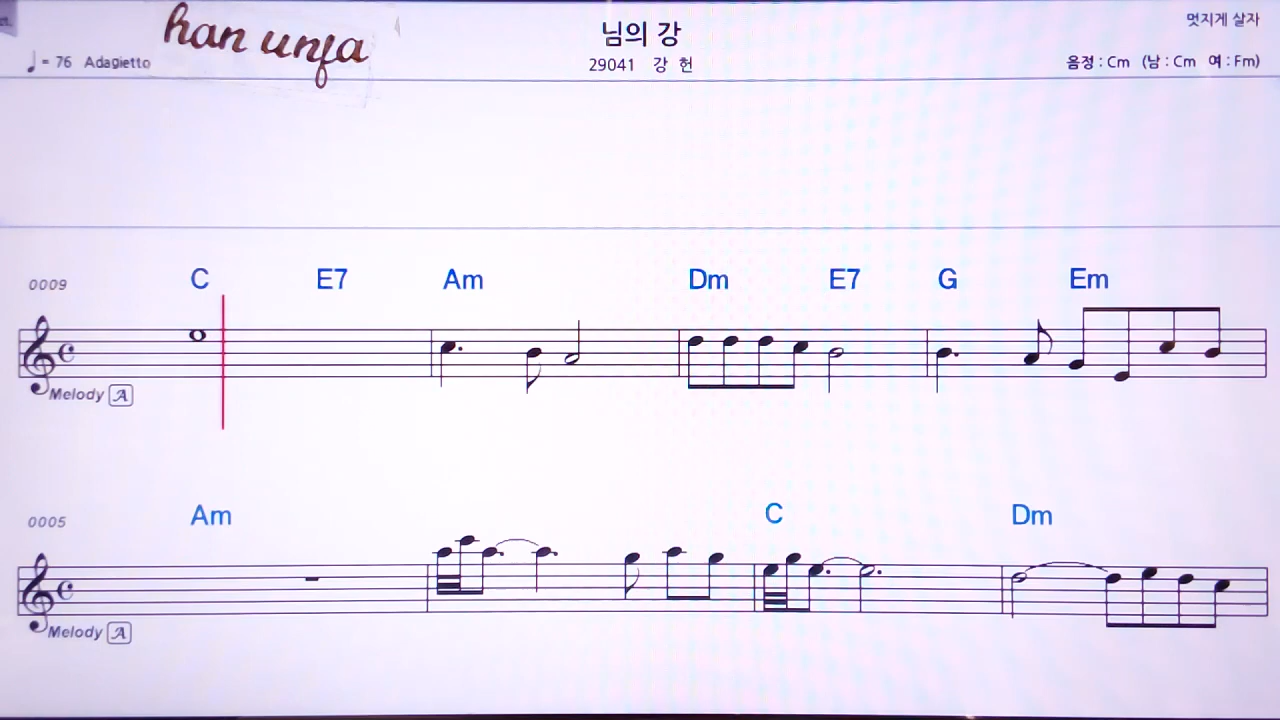 han unfa
님의 강
멋지게 살자
= 76 Adagietto
29041 강 헌
음정 : Cm (남 : Cm 여 : Fm)
0009
C E7 Am Dm E7 G Em
Melody A
0005
Am C Dm
Melody A